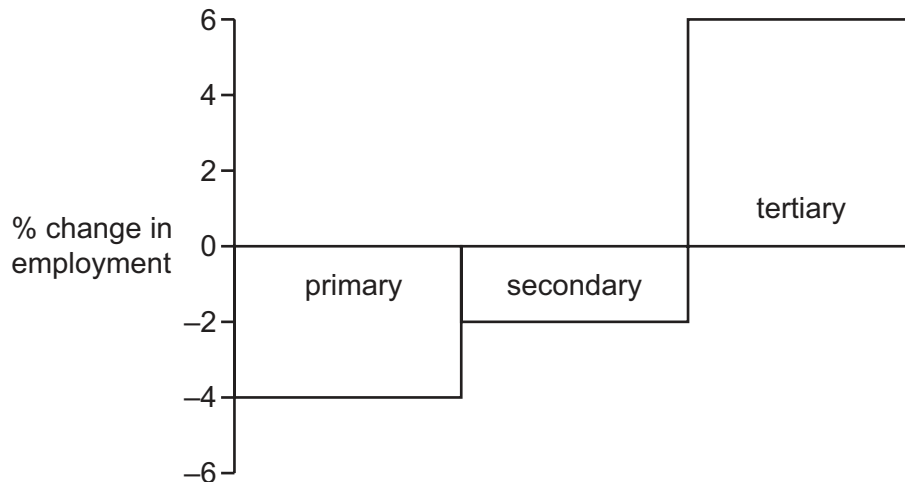 6
4
2
0
–2
–4
–6
% change in
employment
primary
secondary
tertiary